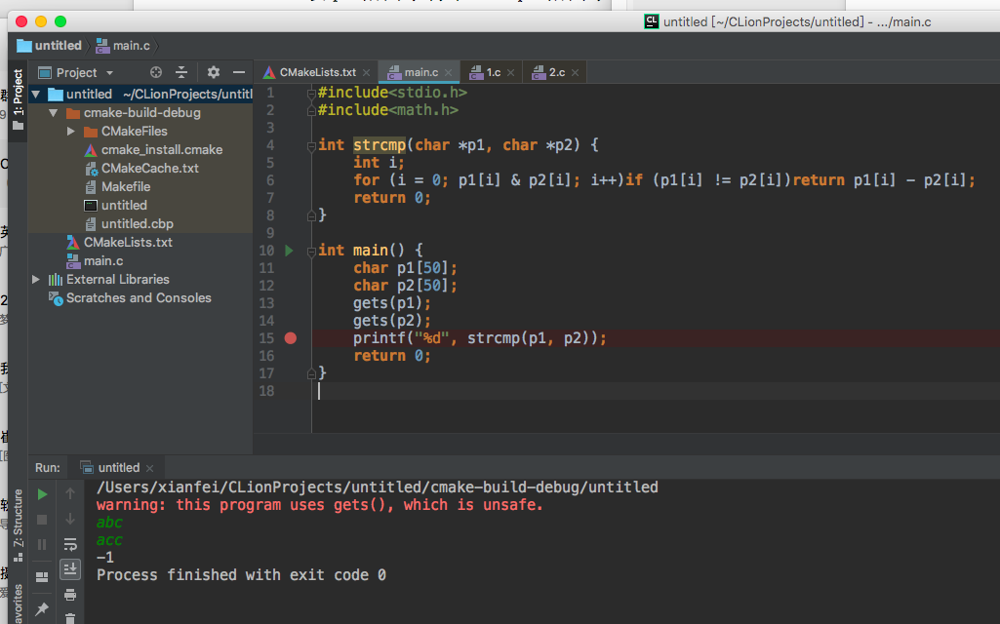 untitled [~/CLionProjects/untitled] - .../main.c
untitled
main.c
Project
CMakeLists.txt
main.c
1.c
2.c
1: Project
untitled ~/CLionProjects/untitl
cmake-build-debug
CMakeFiles
cmake_install.cmake
CMakeCache.txt
Makefile
untitled
untitled.cbp
CMakeLists.txt
main.c
External Libraries
Scratches and Consoles
1 #include<stdio.h>
2 #include<math.h>
3
4 int strcmp(char *p1, char *p2) {
5 int i;
6 for (i = 0; p1[i] & p2[i]; i++)if (p1[i] != p2[i])return p1[i] - p2[i];
7 return 0;
8 }
9
10 int main() {
11 char p1[50];
12 char p2[50];
13 gets(p1);
14 gets(p2);
15 printf("%d", strcmp(p1, p2));
16 return 0;
17 }
18
Run:
untitled
/Users/xianfei/CLionProjects/untitled/cmake-build-debug/untitled
warning: this program uses gets(), which is unsafe.
abc
acc
-1
Process finished with exit code 0
7: Structure
avorites